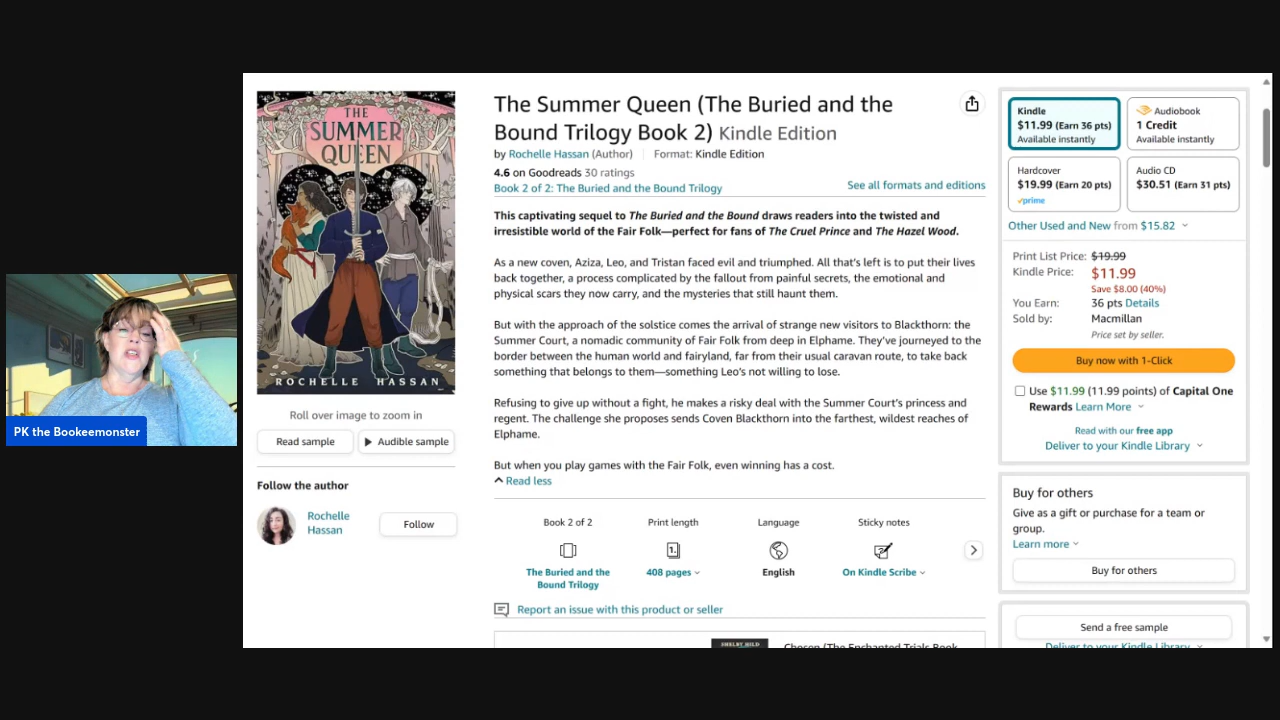 THE
SUMMER
QUEEN
ROCHELLE HASSAN
Roll over image to zoom in
Read sample
Audible sample
Follow the author
Rochelle
Hassan
Follow
PK the Bookeemonster
The Summer Queen (The Buried and the
Bound Trilogy Book 2) Kindle Edition
by Rochelle Hassan (Author) Format: Kindle Edition
4.6 on Goodreads 30 ratings
Book 2 of 2: The Buried and the Bound Trilogy
See all formats and editions
This captivating sequel to The Buried and the Bound draws readers into the twisted and
irresistible world of the Fair Folk—perfect for fans of The Cruel Prince and The Hazel Wood.
As a new coven, Aziza, Leo, and Tristan faced evil and triumphed. All that's left is to put their lives
back together, a process complicated by the fallout from painful secrets, the emotional and
physical scars they now carry, and the mysteries that still haunt them.
But with the approach of the solstice comes the arrival of strange new visitors to Blackthorn: the
Summer Court, a nomadic community of Fair Folk from deep in Elphame. They've journeyed to the
border between the human world and fairyland, far from their usual caravan route, to take back
something that belongs to them—something Leo's not willing to lose.
Refusing to give up without a fight, he makes a risky deal with the Summer Court's princess and
regent. The challenge she proposes sends Coven Blackthorn into the farthest, wildest reaches of
Elphame.
But when you play games with the Fair Folk, even winning has a cost.
Read less
Book 2 of 2
The Buried and the
Bound Trilogy
Print length
1.
408 pages
Language
English
Sticky notes
On Kindle Scribe
Report an issue with this product or seller
SHELBY WILD
Chosen (The Enchanted Trials Book
Kindle
$11.99 (Earn 36 pts)
Available instantly
Audiobook
1 Credit
Available instantly
Hardcover
$19.99 (Earn 20 pts)
prime
Audio CD
$30.51 (Earn 31 pts)
Other Used and New from $15.82
Print List Price: $19.99
Kindle Price: $11.99
Save $8.00 (40%)
You Earn: 36 pts Details
Sold by: Macmillan
Price set by seller.
Buy now with 1-Click
Use $11.99 (11.99 points) of Capital One
Rewards Learn More
Read with our free app
Deliver to your Kindle Library
Buy for others
Give as a gift or purchase for a team or
group.
Learn more
Buy for others
Send a free sample
Deliver to your Kindle Library